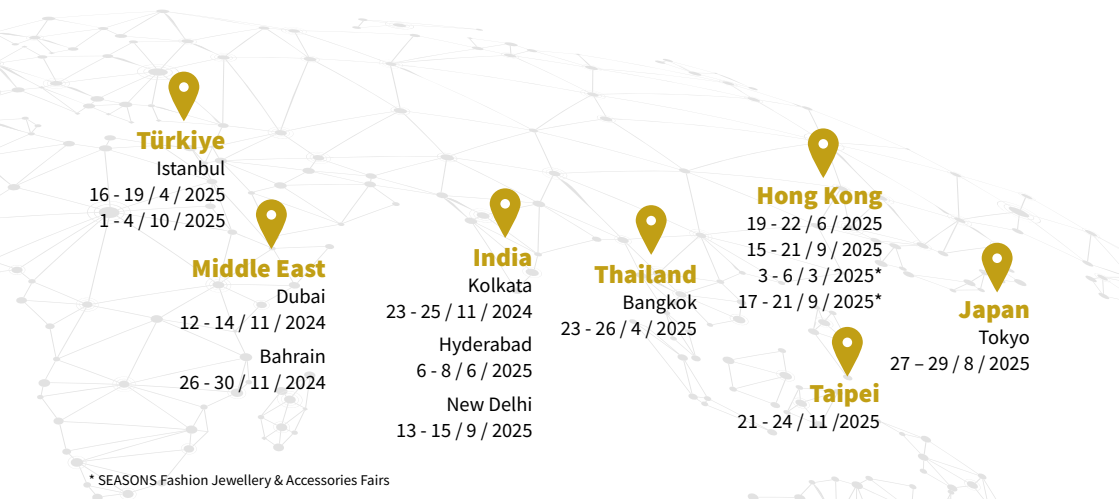 Türkiye
Istanbul
16 - 19 / 4 / 2025
1 - 4 / 10 / 2025
Middle East
Dubai
12 - 14 / 11 / 2024
Bahrain
26 - 30 / 11 / 2024
India
Kolkata
23 - 25 / 11 / 2024
Hyderabad
6 - 8 / 6 / 2025
New Delhi
13 - 15 / 9 / 2025
Thailand
Bangkok
23 - 26 / 4 / 2025
Hong Kong
19 - 22 / 6 / 2025
15 - 21 / 9 / 2025
3 - 6 / 3 / 2025*
17 - 21 / 9 / 2025*
Taipei
21 - 24 / 11 /2025
Japan
Tokyo
27 – 29 / 8 / 2025
* SEASONS Fashion Jewellery & Accessories Fairs